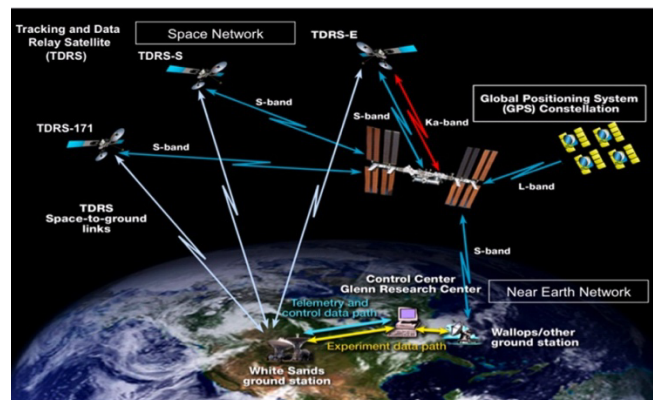 Tracking and Data
Relay Satellite
(TDRS)
Space Network
TDRS-S
TDRS-E
TDRS-171
S-band
S-band
Ka-band
S-band
Global Positioning System
(GPS) Constellation
L-band
TDRS
Space-to-ground
links
S-band
Control Center
Glenn Research Center
Near Earth Network
Telemetry and
control data path
Experiment data path
Wallops/other
ground station
White Sands
ground station